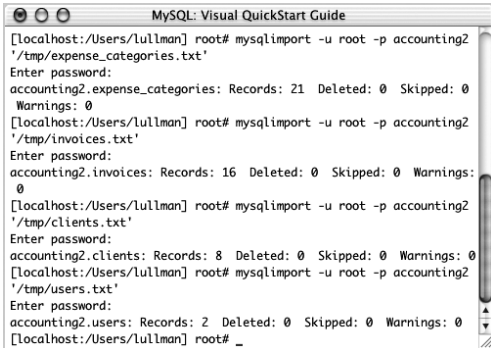 MySQL: Visual QuickStart Guide
[localhost:/Users/lullman] root# mysqlimport -u root -p accounting2
'/tmp/expense_categories.txt'
Enter password:
accounting2.expense_categories: Records: 21  Deleted: 0  Skipped: 0
 Warnings: 0
[localhost:/Users/lullman] root# mysqlimport -u root -p accounting2
'/tmp/invoices.txt'
Enter password:
accounting2.invoices: Records: 16  Deleted: 0  Skipped: 0  Warnings:
 0
[localhost:/Users/lullman] root# mysqlimport -u root -p accounting2
'/tmp/clients.txt'
Enter password:
accounting2.clients: Records: 8  Deleted: 0  Skipped: 0  Warnings: 0
[localhost:/Users/lullman] root# mysqlimport -u root -p accounting2
'/tmp/users.txt'
Enter password:
accounting2.users: Records: 2  Deleted: 0  Skipped: 0  Warnings: 0
[localhost:/Users/lullman] root# _